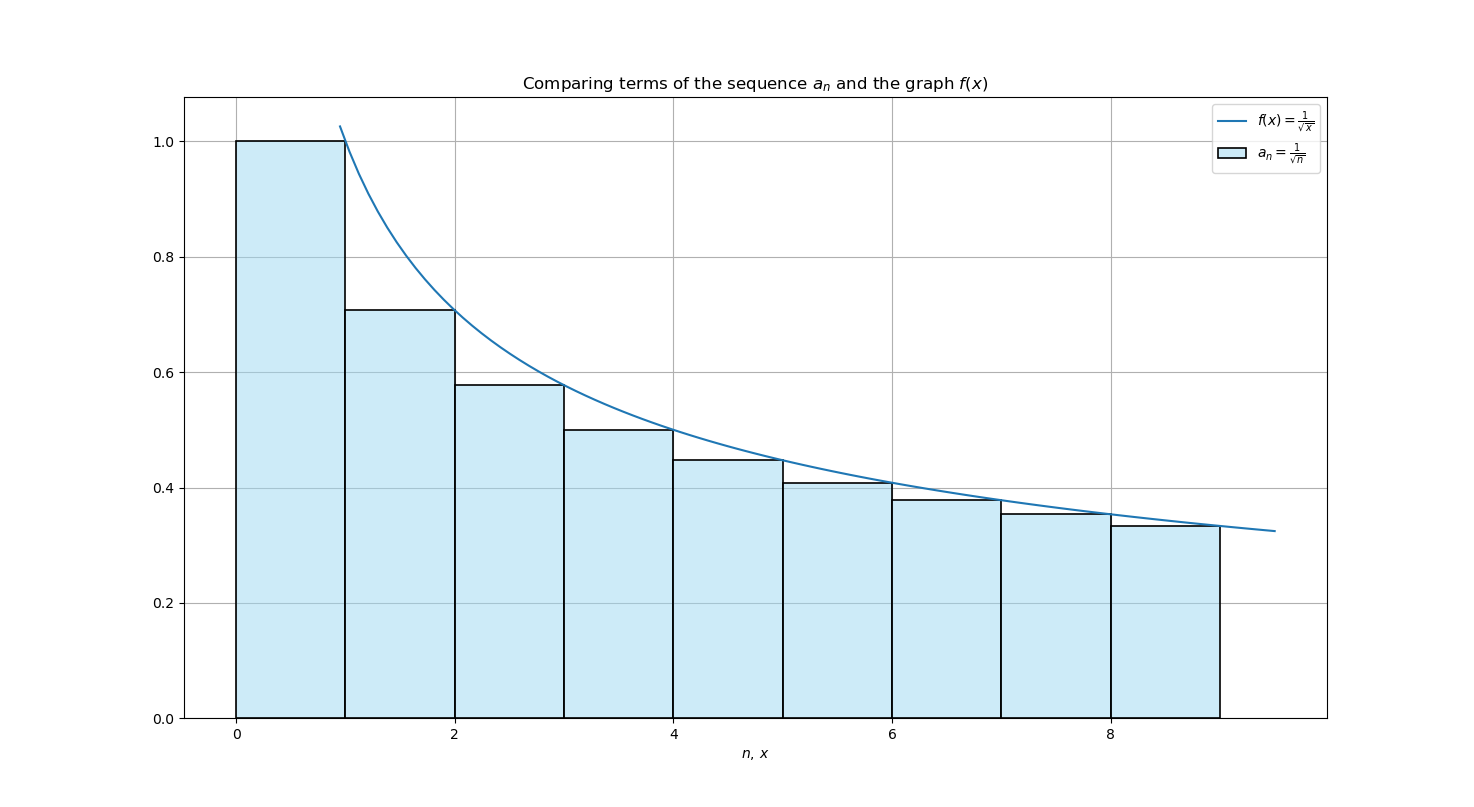 Comparing terms of the sequence $a_n$ and the graph $f(x)$
$f(x) = \frac{1}{\sqrt{x}}$
$a_n = \frac{1}{\sqrt{n}}$
1.0
0.8
0.6
0.4
0.2
0.0
0 2 4 6 8
n, x